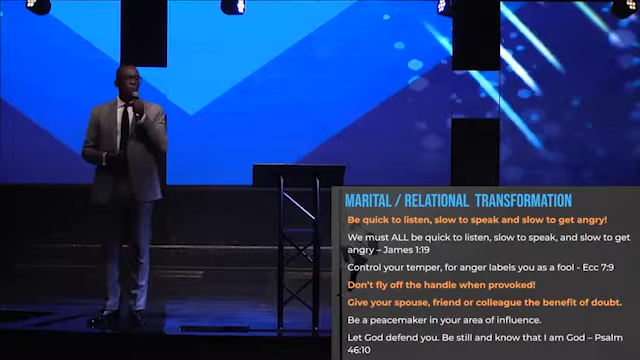 MARITAL / RELATIONAL TRANSFORMATION
Be quick to listen, slow to speak and slow to get angry!
We must ALL be quick to listen, slow to speak, and slow to get
angry – James 1:19
Control your temper, for anger labels you as a fool - Ecc 7:9
Don't fly off the handle when provoked!
Give your spouse, friend or colleague the benefit of doubt.
Be a peacemaker in your area of influence.
Let God defend you. Be still and know that I am God – Psalm
46:10